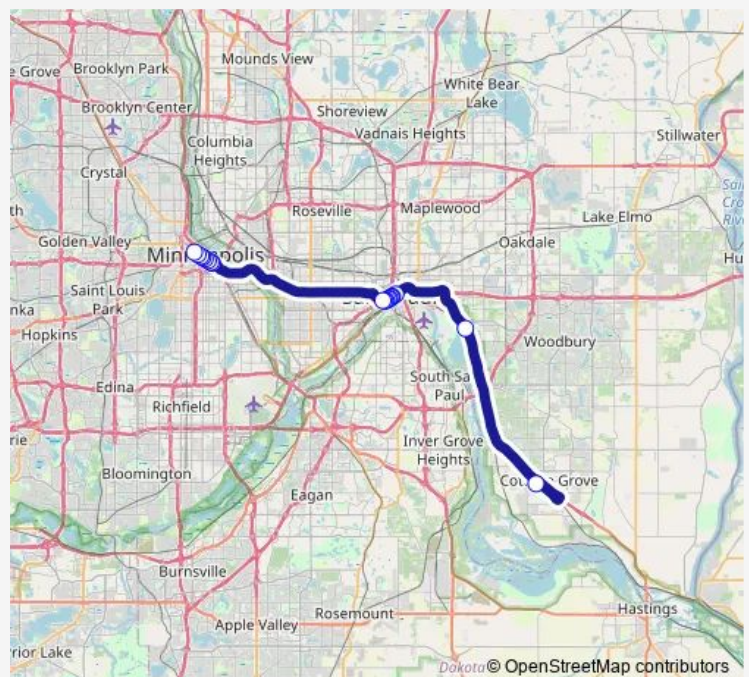 Mounds View
e Grove
Brooklyn Park
White Bear
Lake
Brooklyn Center
Shoreview
Vadnais Heights
Stillwater
Columbia
Heights
Crystal
Roseville
Maplewood
Lake Elmo
Golden Valley
Oakdale
Saint Louis
Park
nka
Hopkins
Woodbury
Edina
South Sa
Paul
Richfield
rie
Inver Grove
Heights
Bloomington
Eagan
Burnsville
Rosemount
Hastings
Apple Valley
rior Lake
Dakota
© OpenStreetMap contributors